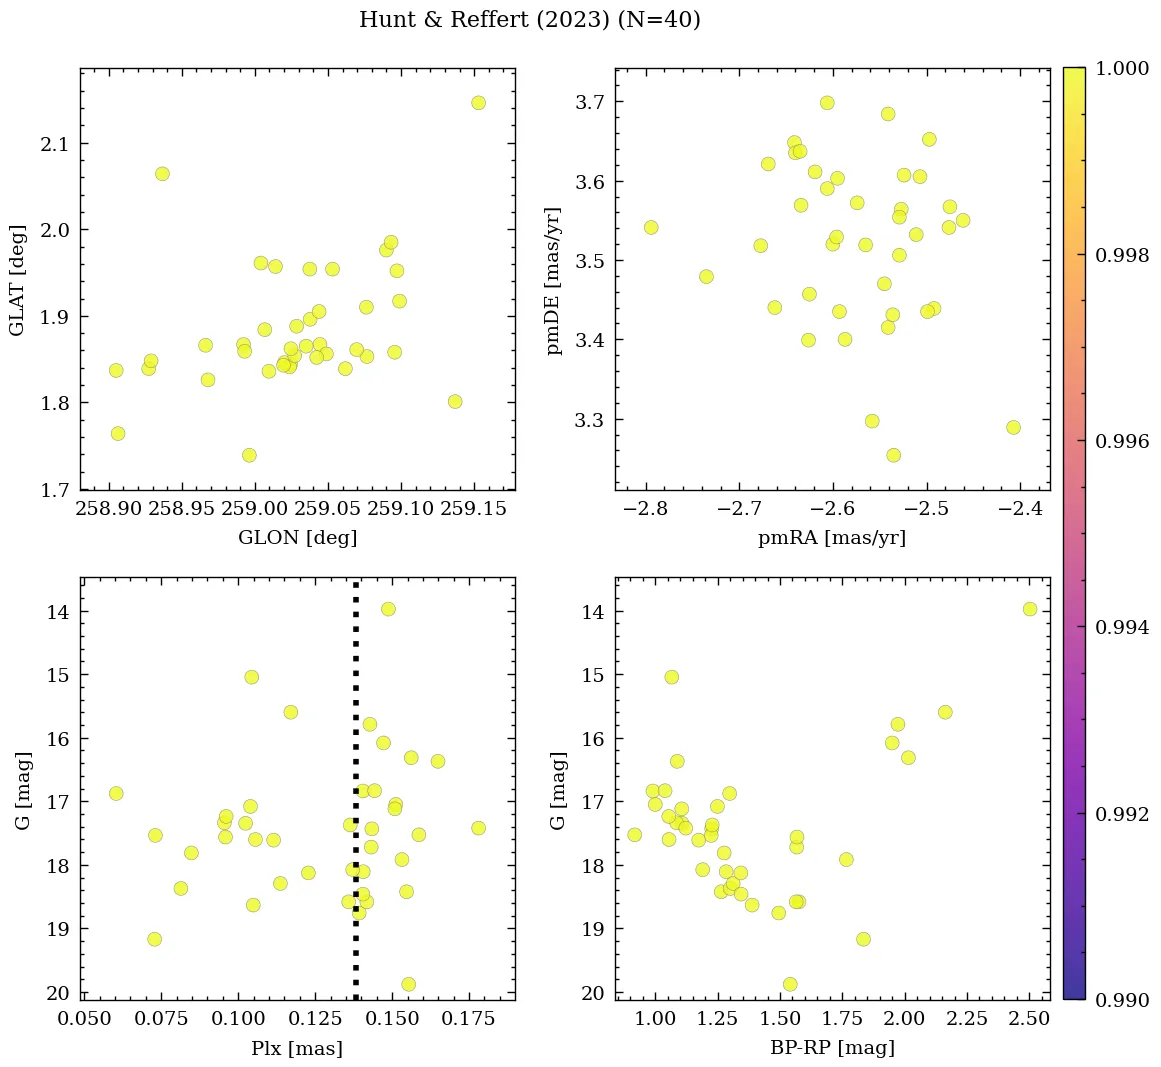 Hunt & Reffert (2023) (N=40)
2.1
2.0
1.9
1.8
1.7
GLAT [deg]
258.90 258.95 259.00 259.05 259.10 259.15
GLON [deg]
3.7
3.6
3.5
3.4
3.3
pmDE [mas/yr]
−2.8 −2.7 −2.6 −2.5 −2.4
pmRA [mas/yr]
1.000
0.998
0.996
0.994
0.992
0.990
14
15
16
17
18
19
20
G [mag]
0.050 0.075 0.100 0.125 0.150 0.175
Plx [mas]
14
15
16
17
18
19
20
G [mag]
1.00 1.25 1.50 1.75 2.00 2.25 2.50
BP-RP [mag]